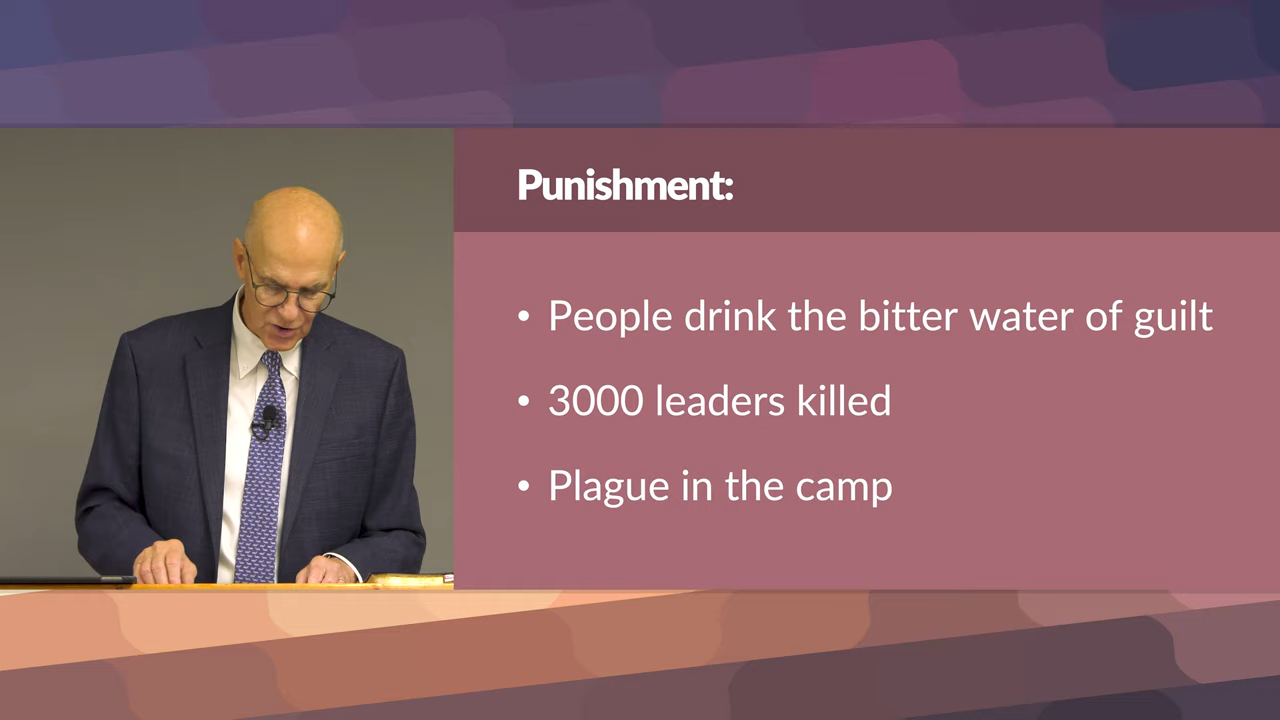 Punishment:
• People drink the bitter water of guilt
• 3000 leaders killed
• Plague in the camp